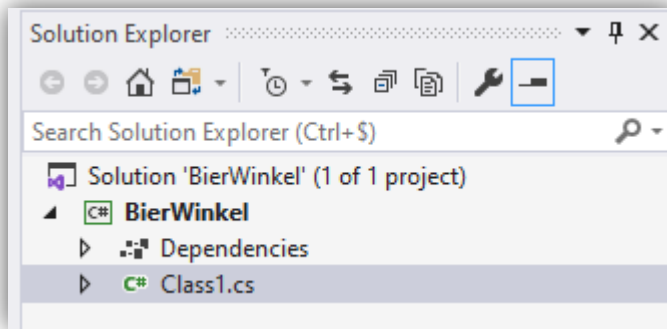 Solution Explorer
Search Solution Explorer (Ctrl+$)
Solution 'BierWinkel' (1 of 1 project)
C# BierWinkel
Dependencies
C# Class1.cs